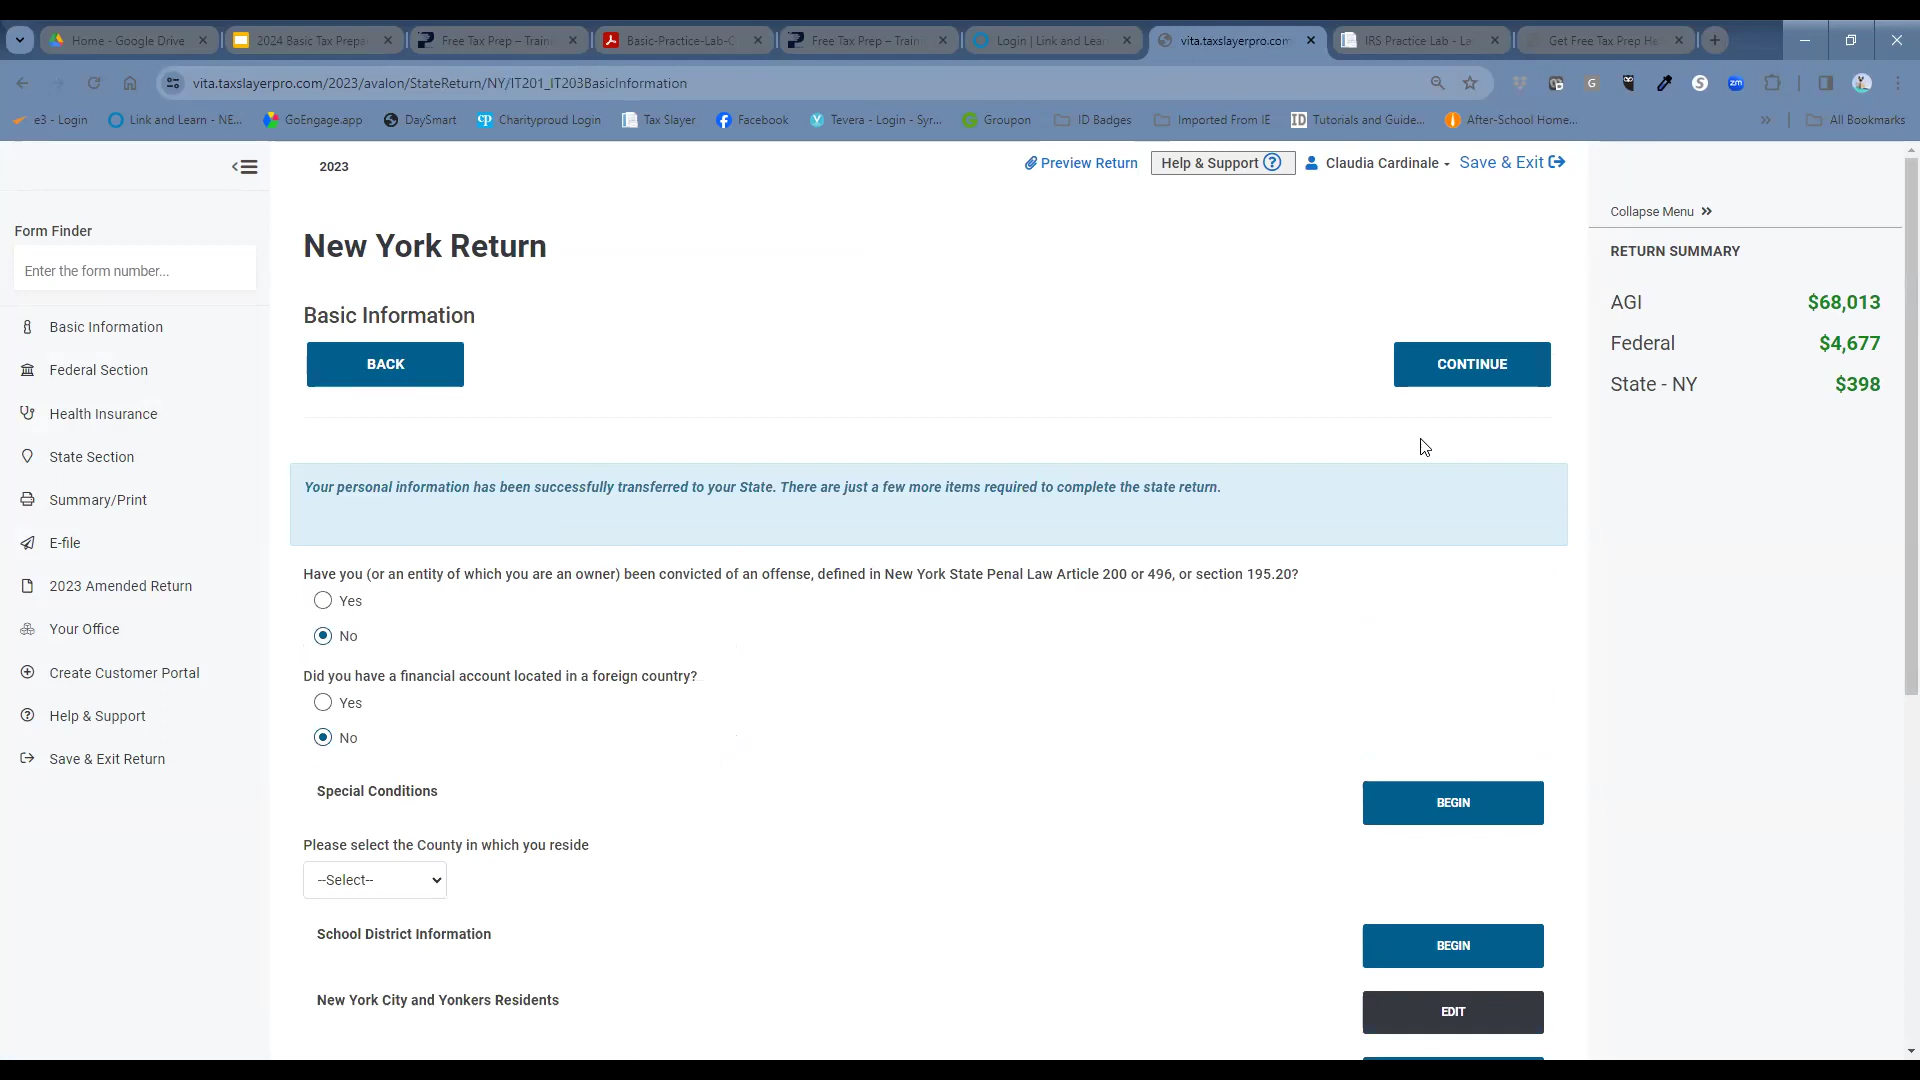 Home - Google Drive
2024 Basic Tax Prepa
Free Tax Prep – Train
Basic-Practice-Lab-C
Free Tax Prep – Train
Login | Link and Lea
vita.taxslayerpro.com
IRS Practice Lab - La
Get Free Tax Prep He
vita.taxslayerpro.com/2023/avalon/StateReturn/NY/IT201_IT203BasicInformation
e3 - Login
Link and Learn - NE...
GoEngage.app
DaySmart
Charityproud Login
Tax Slayer
Facebook
Tevera - Login - Syr...
Groupon
ID Badges
Imported From IE
ID Tutorials and Guide...
After-School Home...
All Bookmarks
2023
Preview Return
Help & Support
Claudia Cardinale
Save & Exit
Collapse Menu
Form Finder
Enter the form number...
Basic Information
Federal Section
Health Insurance
State Section
Summary/Print
E-file
2023 Amended Return
Your Office
Create Customer Portal
Help & Support
Save & Exit Return
New York Return
Basic Information
BACK
CONTINUE
Your personal information has been successfully transferred to your State. There are just a few more items required to complete the state return.
Have you (or an entity of which you are an owner) been convicted of an offense, defined in New York State Penal Law Article 200 or 496, or section 195.20?
Yes
No
Did you have a financial account located in a foreign country?
Yes
No
Special Conditions
BEGIN
Please select the County in which you reside
--Select--
School District Information
BEGIN
New York City and Yonkers Residents
EDIT
RETURN SUMMARY
AGI $68,013
Federal $4,677
State - NY $398